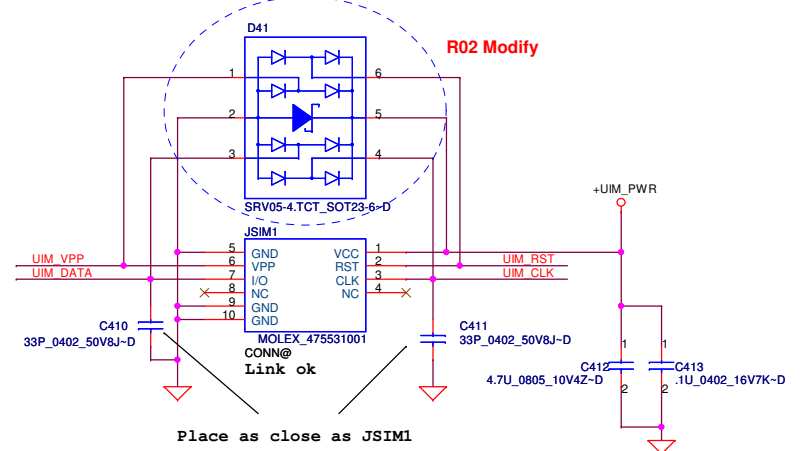 D41
R02 Modify
1
6
2
5
3
4
SRV05-4.TCT_SOT23-6~D
+UIM_PWR
JSIM1
UIM_VPP
UIM_DATA
5 GND
6 VPP
7 I/O
8 NC
9 GND
10 GND
VCC 1
RST 2
CLK 3
NC 4
UIM_RST
UIM_CLK
MOLEX_475531001
CONN@
Link ok
C410
33P_0402_50V8J~D
C411
33P_0402_50V8J~D
1
C412
4.7U_0805_10V4Z~D
2
1
C413
.1U_0402_16V7K~D
2
Place as close as JSIM1